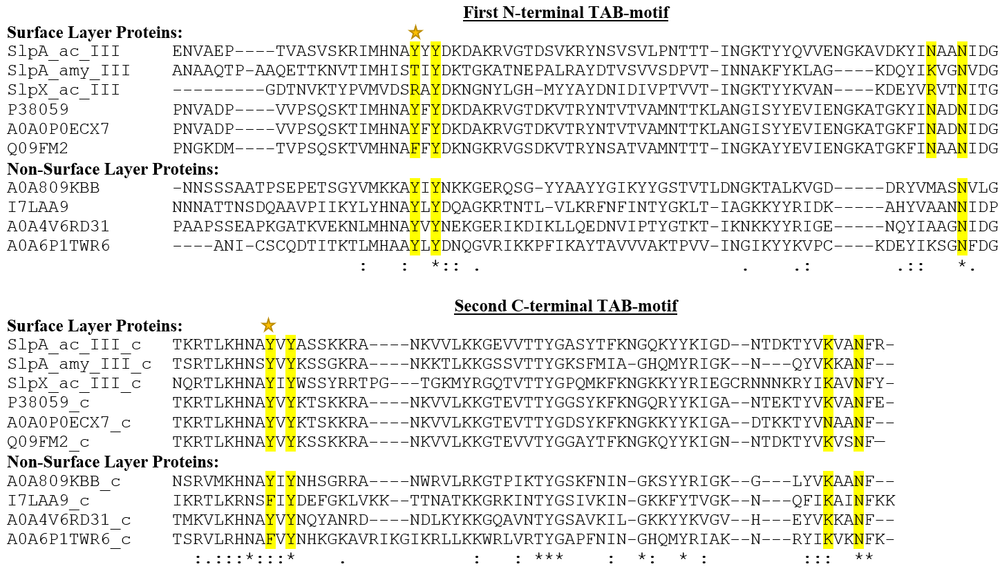 First N-terminal TAB-motif
Surface Layer Proteins:
SlpA_ac_III ENVAEP----TVASVSKRIMHNAYYYDKDAKRVGTDSVKRYNSVSVLPNTTT-INGKTYYQVVENGKAVDKYINAANIDG
SlpA_amy_III ANAAQTP-AAQETTKNVTIMHISTIYDKTGKATNEPALRAYDTVSVVSDPVT-INNAKFYKLAG----KDQYIKVGNVDG
SlpX_ac_III ---------GDTNVKTYPVMVDSRAYDKNGNYLGH-MYYAYDNIDIVPTVVT-INGKTYYKVAN----KDEYVRVTNITG
P38059 PNVADP----VVPSQSKTIMHNAYFYDKDAKRVGTDKVTRYNTVTVAMNTTKLANGISYYEVIENGKATGKYINADNIDG
A0A0P0ECX7 PNVADP----VVPSQSKTIMHNAYFYDKDAKRVGTDKVTRYNTVTVAMNTTKLANGISYYEVIENGKATGKFINADNIDG
Q09FM2 PNGKDM----TVPSQSKTVMHNAFFYDKNGKRVGSDKVTRYNSATVAMNTTT-INGKAYYEVIENGKATGKFINAANIDG
Non-Surface Layer Proteins:
A0A809KBB -NNSSSAATPSEPETSGYVMKKAYIYNKKGERQSG-YYAAYYGIKYYGSTVTLDNGKTALKVGD-----DRYVMASNVLG
I7LAA9 NNNATTNSDQAAVPIIKYLYHNAYLYDQAGKRTNTL-VLKRFNFINTYGKLT-IAGKKYYRIDK-----AHYVAANNIDP
A0A4V6RD31 PAAPSSEAPKGATKVEKNLMHNAYVYNEKGERIKDIKLLQEDNVIPTYGTKT-IKNKKYYRIGE-----NQYIAAGNIDG
A0A6P1TWR6 ----ANI-CSCQDTITKTLMHAAYLYDNQGVRIKKPFIKAYTAVVVAKTPVV-INGIKYYKVPC----KDEYIKSGNFDG
: : *:: . . .: .:: *.
Second C-terminal TAB-motif
Surface Layer Proteins:
SlpA_ac_III_c TKRTLKHNAYVYASSKKRA----NKVVLKKGEVVTTYGASYTFKNGQKYYKIGD--NTDKTYVKVANFR-
SlpA_amy_III_c TSRTLKHNSYVYKSSGKRA----NKKTLKKGSSVTTYGKSFMIA-GHQMYRIGK--N---QYVKKANF--
SlpX_ac_III_c NQRTLKHNAYIYWSSYRRTPG---TGKMYRGQTVTTYGPQMKFKNGKKYYRIEGCRNNNKRYIKAVNFY-
P38059_c TKRTLKHNAYVYKTSKKRA----NKVVLKKGTEVTTYGGSYKFKNGQRYYKIGA--NTEKTYVKVANFE-
A0A0P0ECX7_c TKRTLKHNAYVYKTSKKRA----NKVVLKKGTEVTTYGDSYKFKNGKKYYKIGA--DTKKTYVNAANF--
Q09FM2_c TKRTLKHNAYVYKSSKKRA----NKVVLKKGTEVVTYGGAYTFKNGKQYYKIGN--NTDKTYVKVSNF-
Non-Surface Layer Proteins:
A0A809KBB_c NSRVMKHNAYIYNHSGRRA----NWRVLRKGTPIKTYGSKFNIN-GKSYYRIGK--G---LYVKAANF--
I7LAA9_c IKRTLKRNSFIYDEFGKLVKK--TTNATKKGRKINTYGSIVKIN-GKKFYTVGK--N---QFIKAINFKK
A0A4V6RD31_c TMKVLKHNAYVYNQYANRD----NDLKYKKGQAVNTYGSAVKIL-GKKYYKVGV--H---EYVKKANF--
A0A6P1TWR6_c TSRVLRHNAFVYNHKGKAVRIKGIKRLLKKWRLVRTYGAPFNIN-GHQMYRIAK--N---RYIKVKNFK-
:.:::*:::* . : : *** : *: * : ::: **